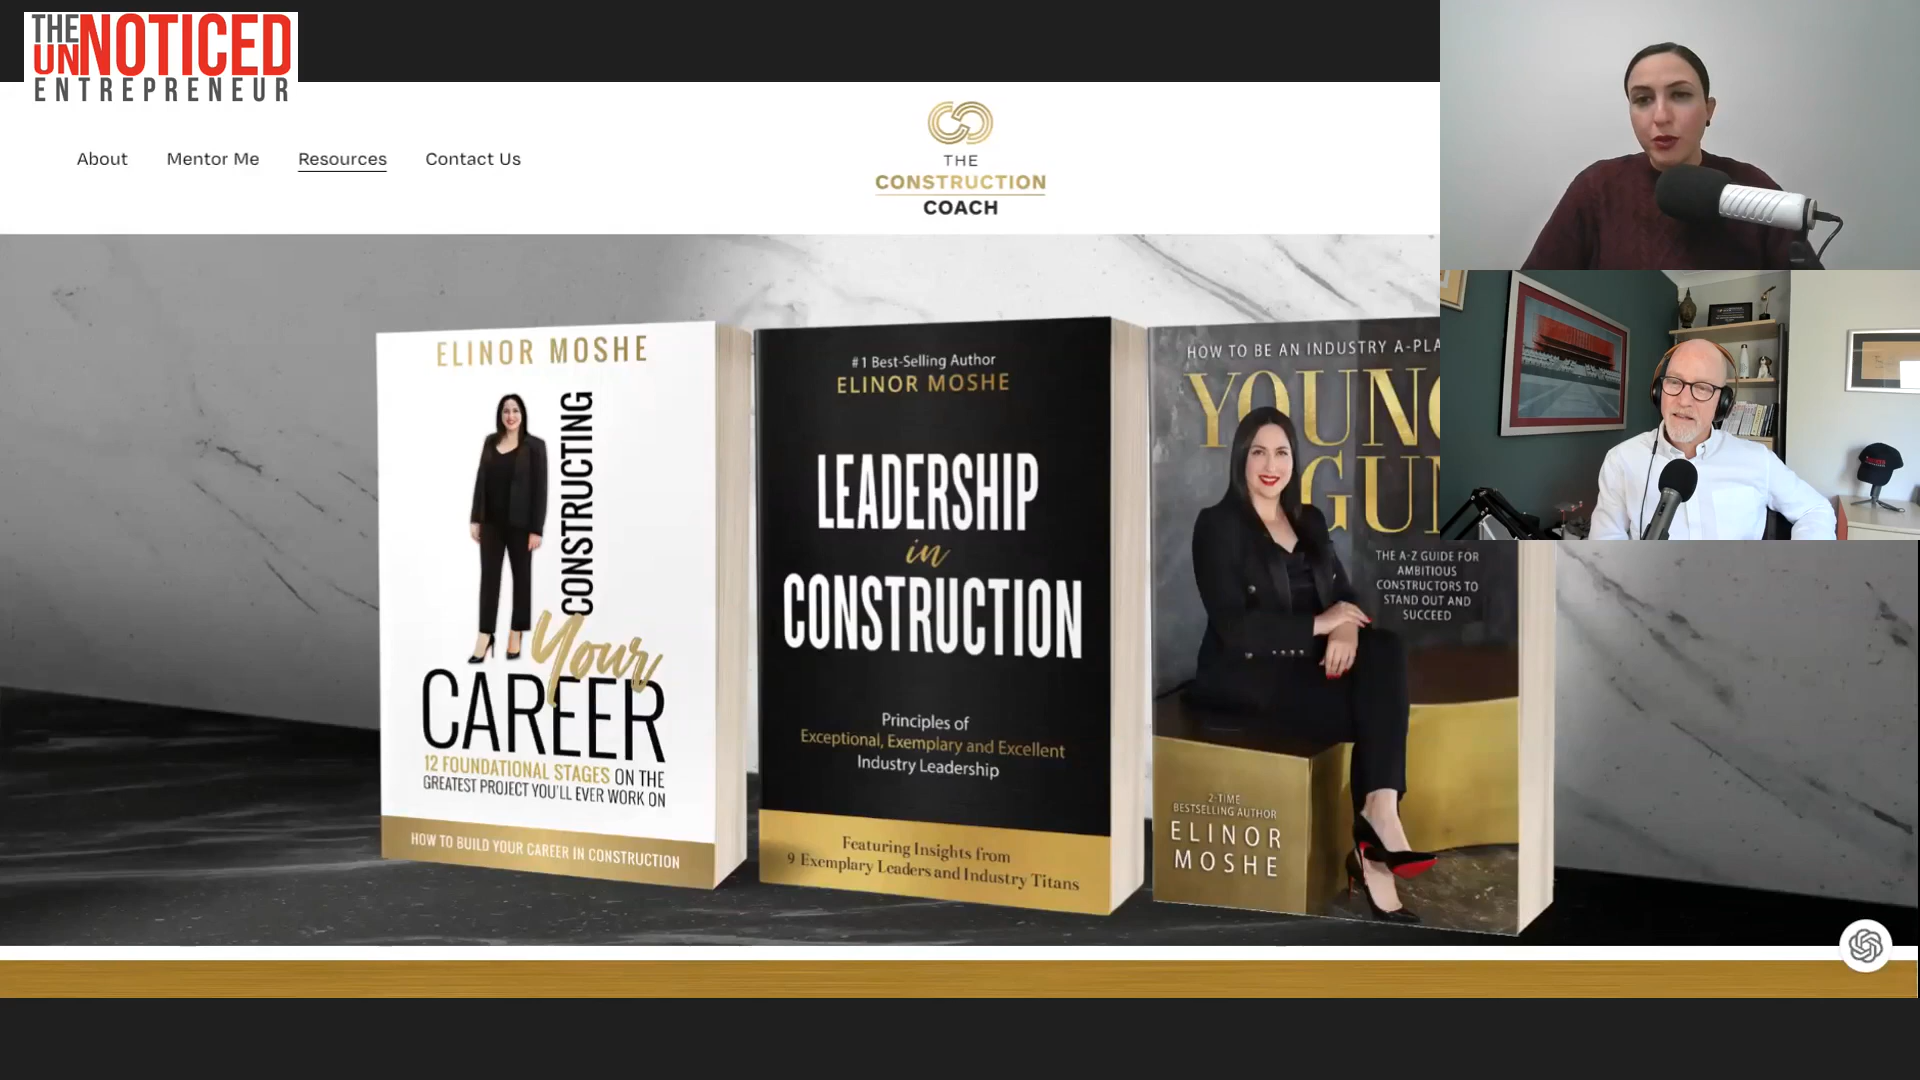 THE
UNNOTICED
ENTREPRENEUR
About
Mentor Me
Resources
Contact Us
THE
CONSTRUCTION
COACH
ELINOR MOSHE
CONSTRUCTING
Your
CAREER
12 FOUNDATIONAL STAGES ON THE
GREATEST PROJECT YOU'LL EVER WORK ON
HOW TO BUILD YOUR CAREER IN CONSTRUCTION
#1 Best-Selling Author
ELINOR MOSHE
LEADERSHIP
in
CONSTRUCTION
Principles of
Exceptional, Exemplary and Excellent
Industry Leadership
Featuring Insights from
9 Exemplary Leaders and Industry Titans
HOW TO BE AN INDUSTRY A-PLA
YOUNG
GUN
THE A-Z GUIDE FOR
AMBITIOUS
CONSTRUCTORS TO
STAND OUT AND
SUCCEED
2-TIME
BESTSELLING AUTHOR
ELINOR
MOSHE